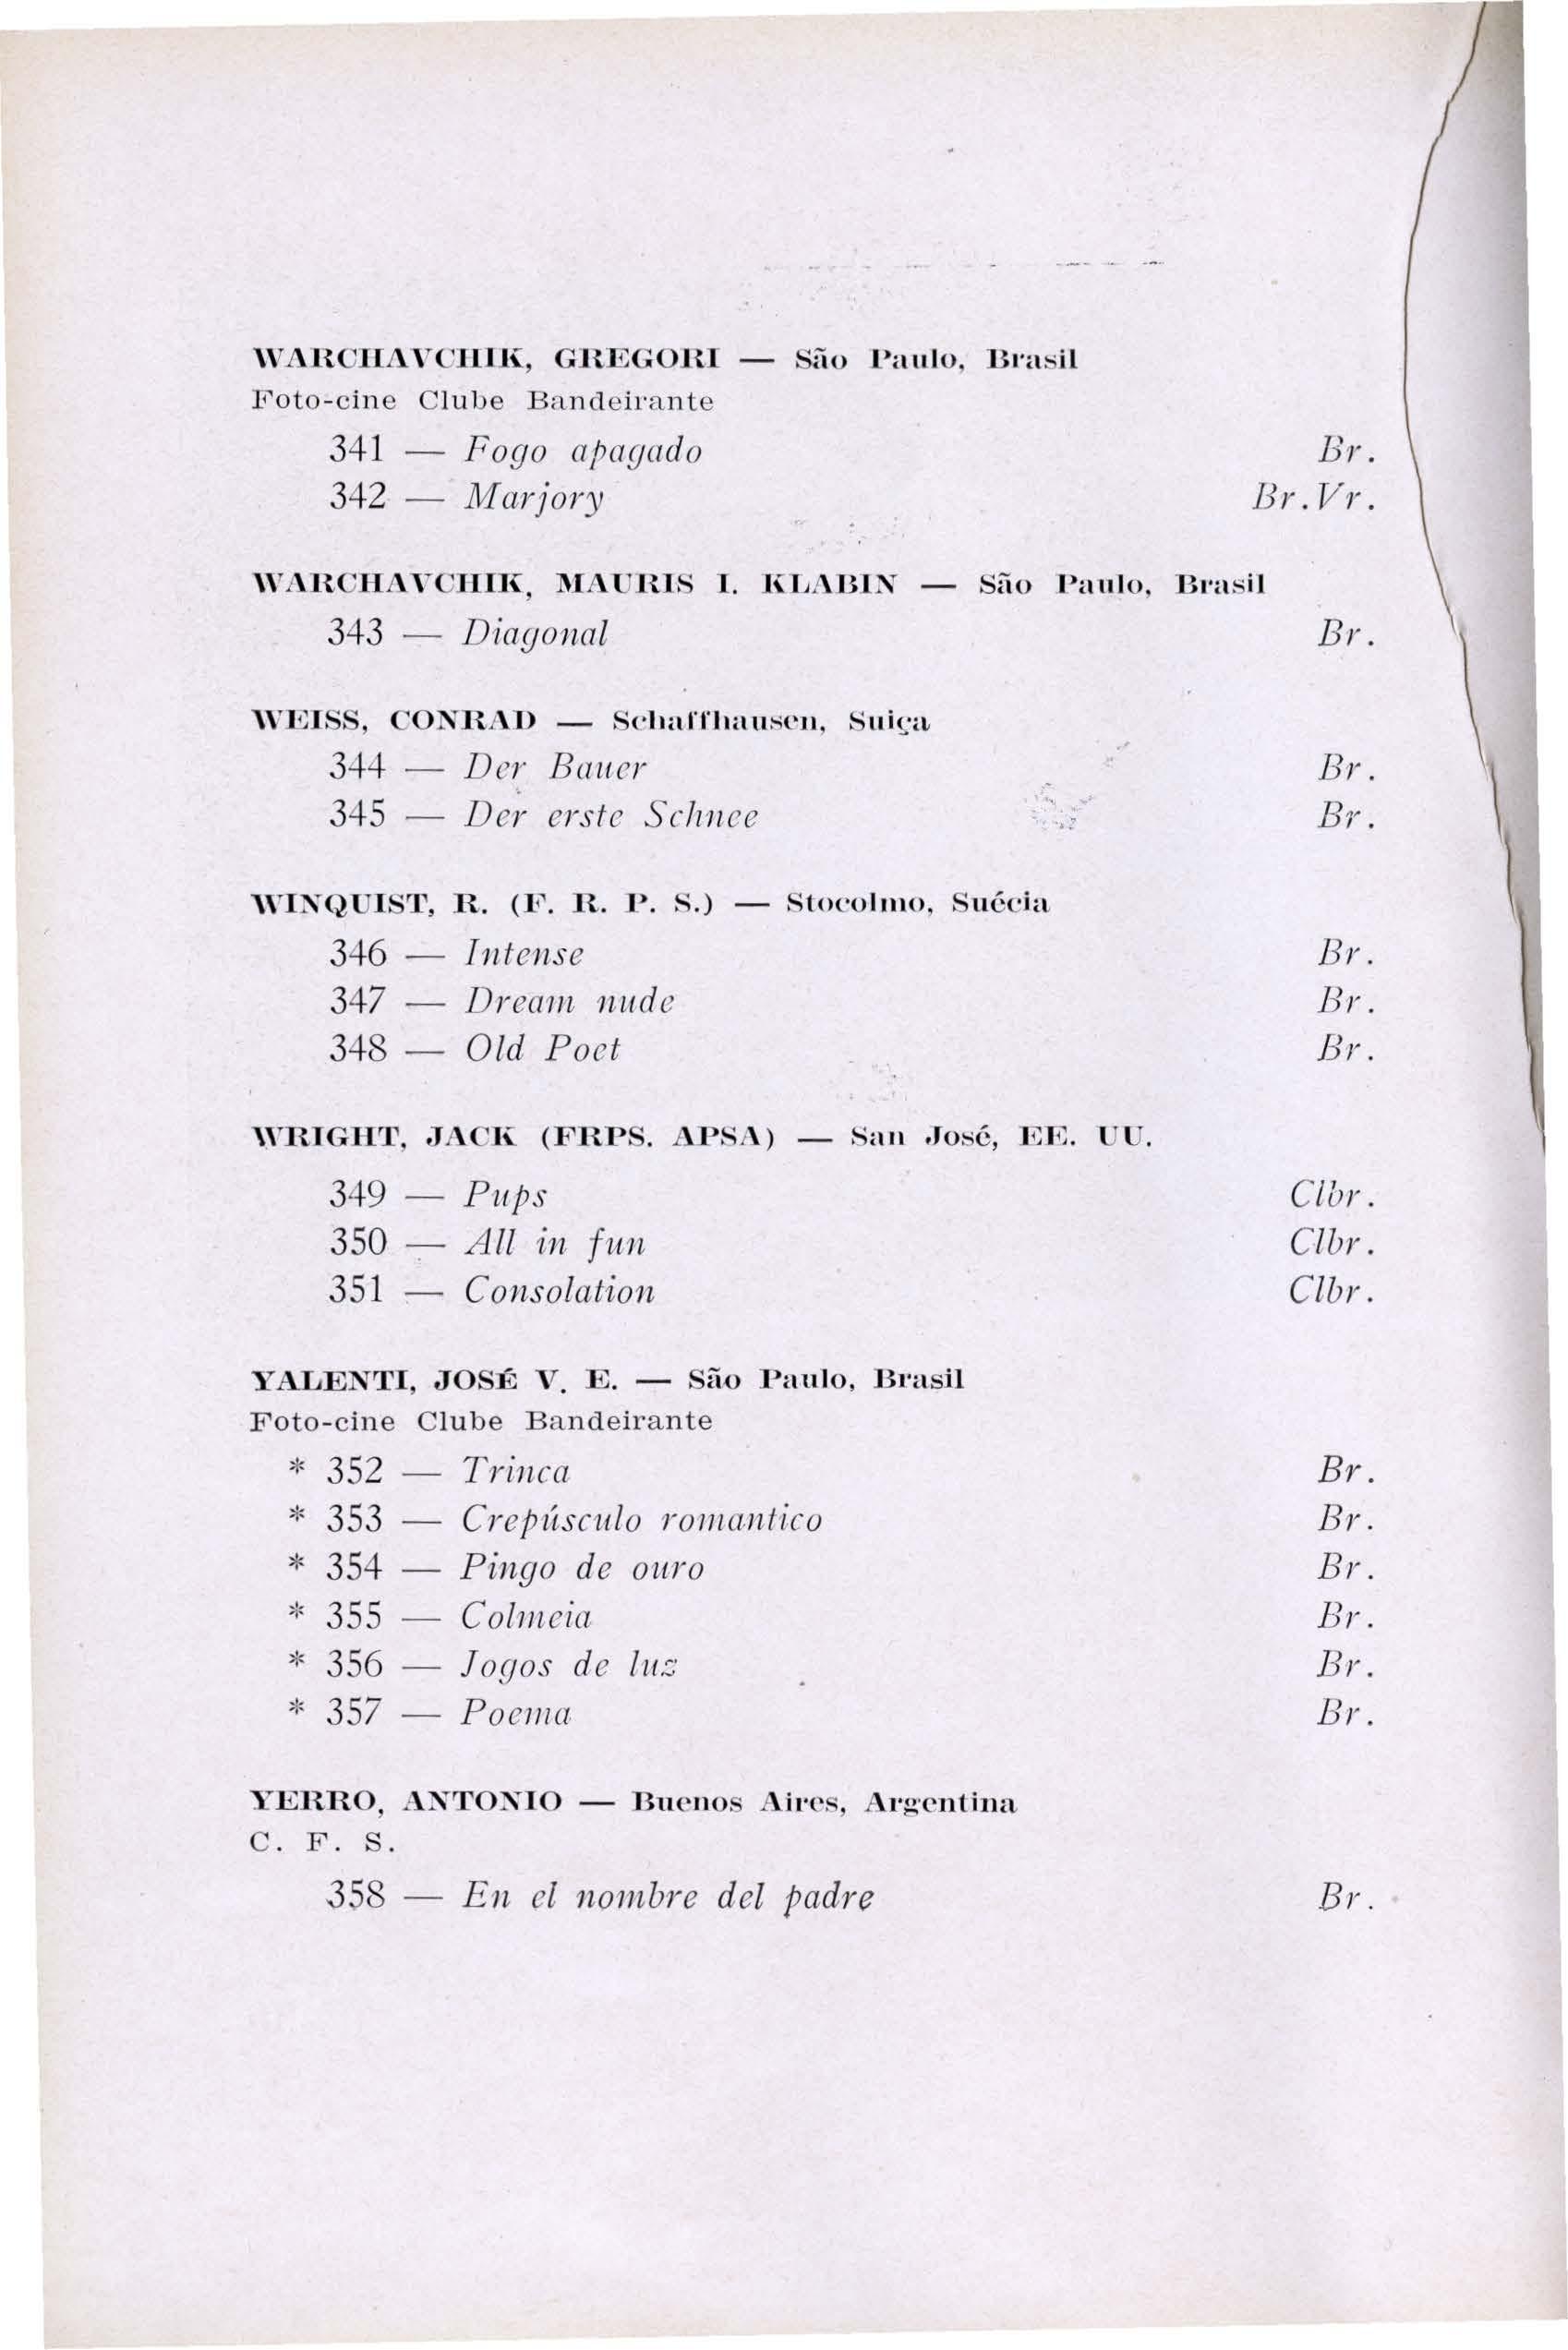 WARCHAVCHIK, GREGORI — São Paulo, Brasil
Foto-cine Clube Bandeirante
341 — Fogo apagado Br.
342 — Marjory Br.Vr.
WARCHAVCHIK, MAURIS I. KLABIN — São Paulo, Brasil
343 — Diagonal Br.
WEISS, CONRAD — Schaffhausen, Suiça
344 — Der Bauer Br.
345 — Der erste Schnee Br.
WINQUIST, R. (F. R. P. S.) — Stocolmo, Suécia
346 — Intense Br.
347 — Dream nude Br.
348 — Old Poet Br.
WRIGHT, JACK (FRPS. APSA) — San José, EE. UU.
349 — Pups Clbr.
350 — All in fun Clbr.
351 — Consolation Clbr.
YALENTI, JOSÉ V. E. — São Paulo, Brasil
Foto-cine Clube Bandeirante
* 352 — Trinca Br.
* 353 — Crepúsculo romantico Br.
* 354 — Pingo de ouro Br.
* 355 — Colmeia Br.
* 356 — Jogos de luz Br.
* 357 — Poema Br.
YERRO, ANTONIO — Buenos Aires, Argentina
C. F. S.
358 — En el nombre del padre Br.